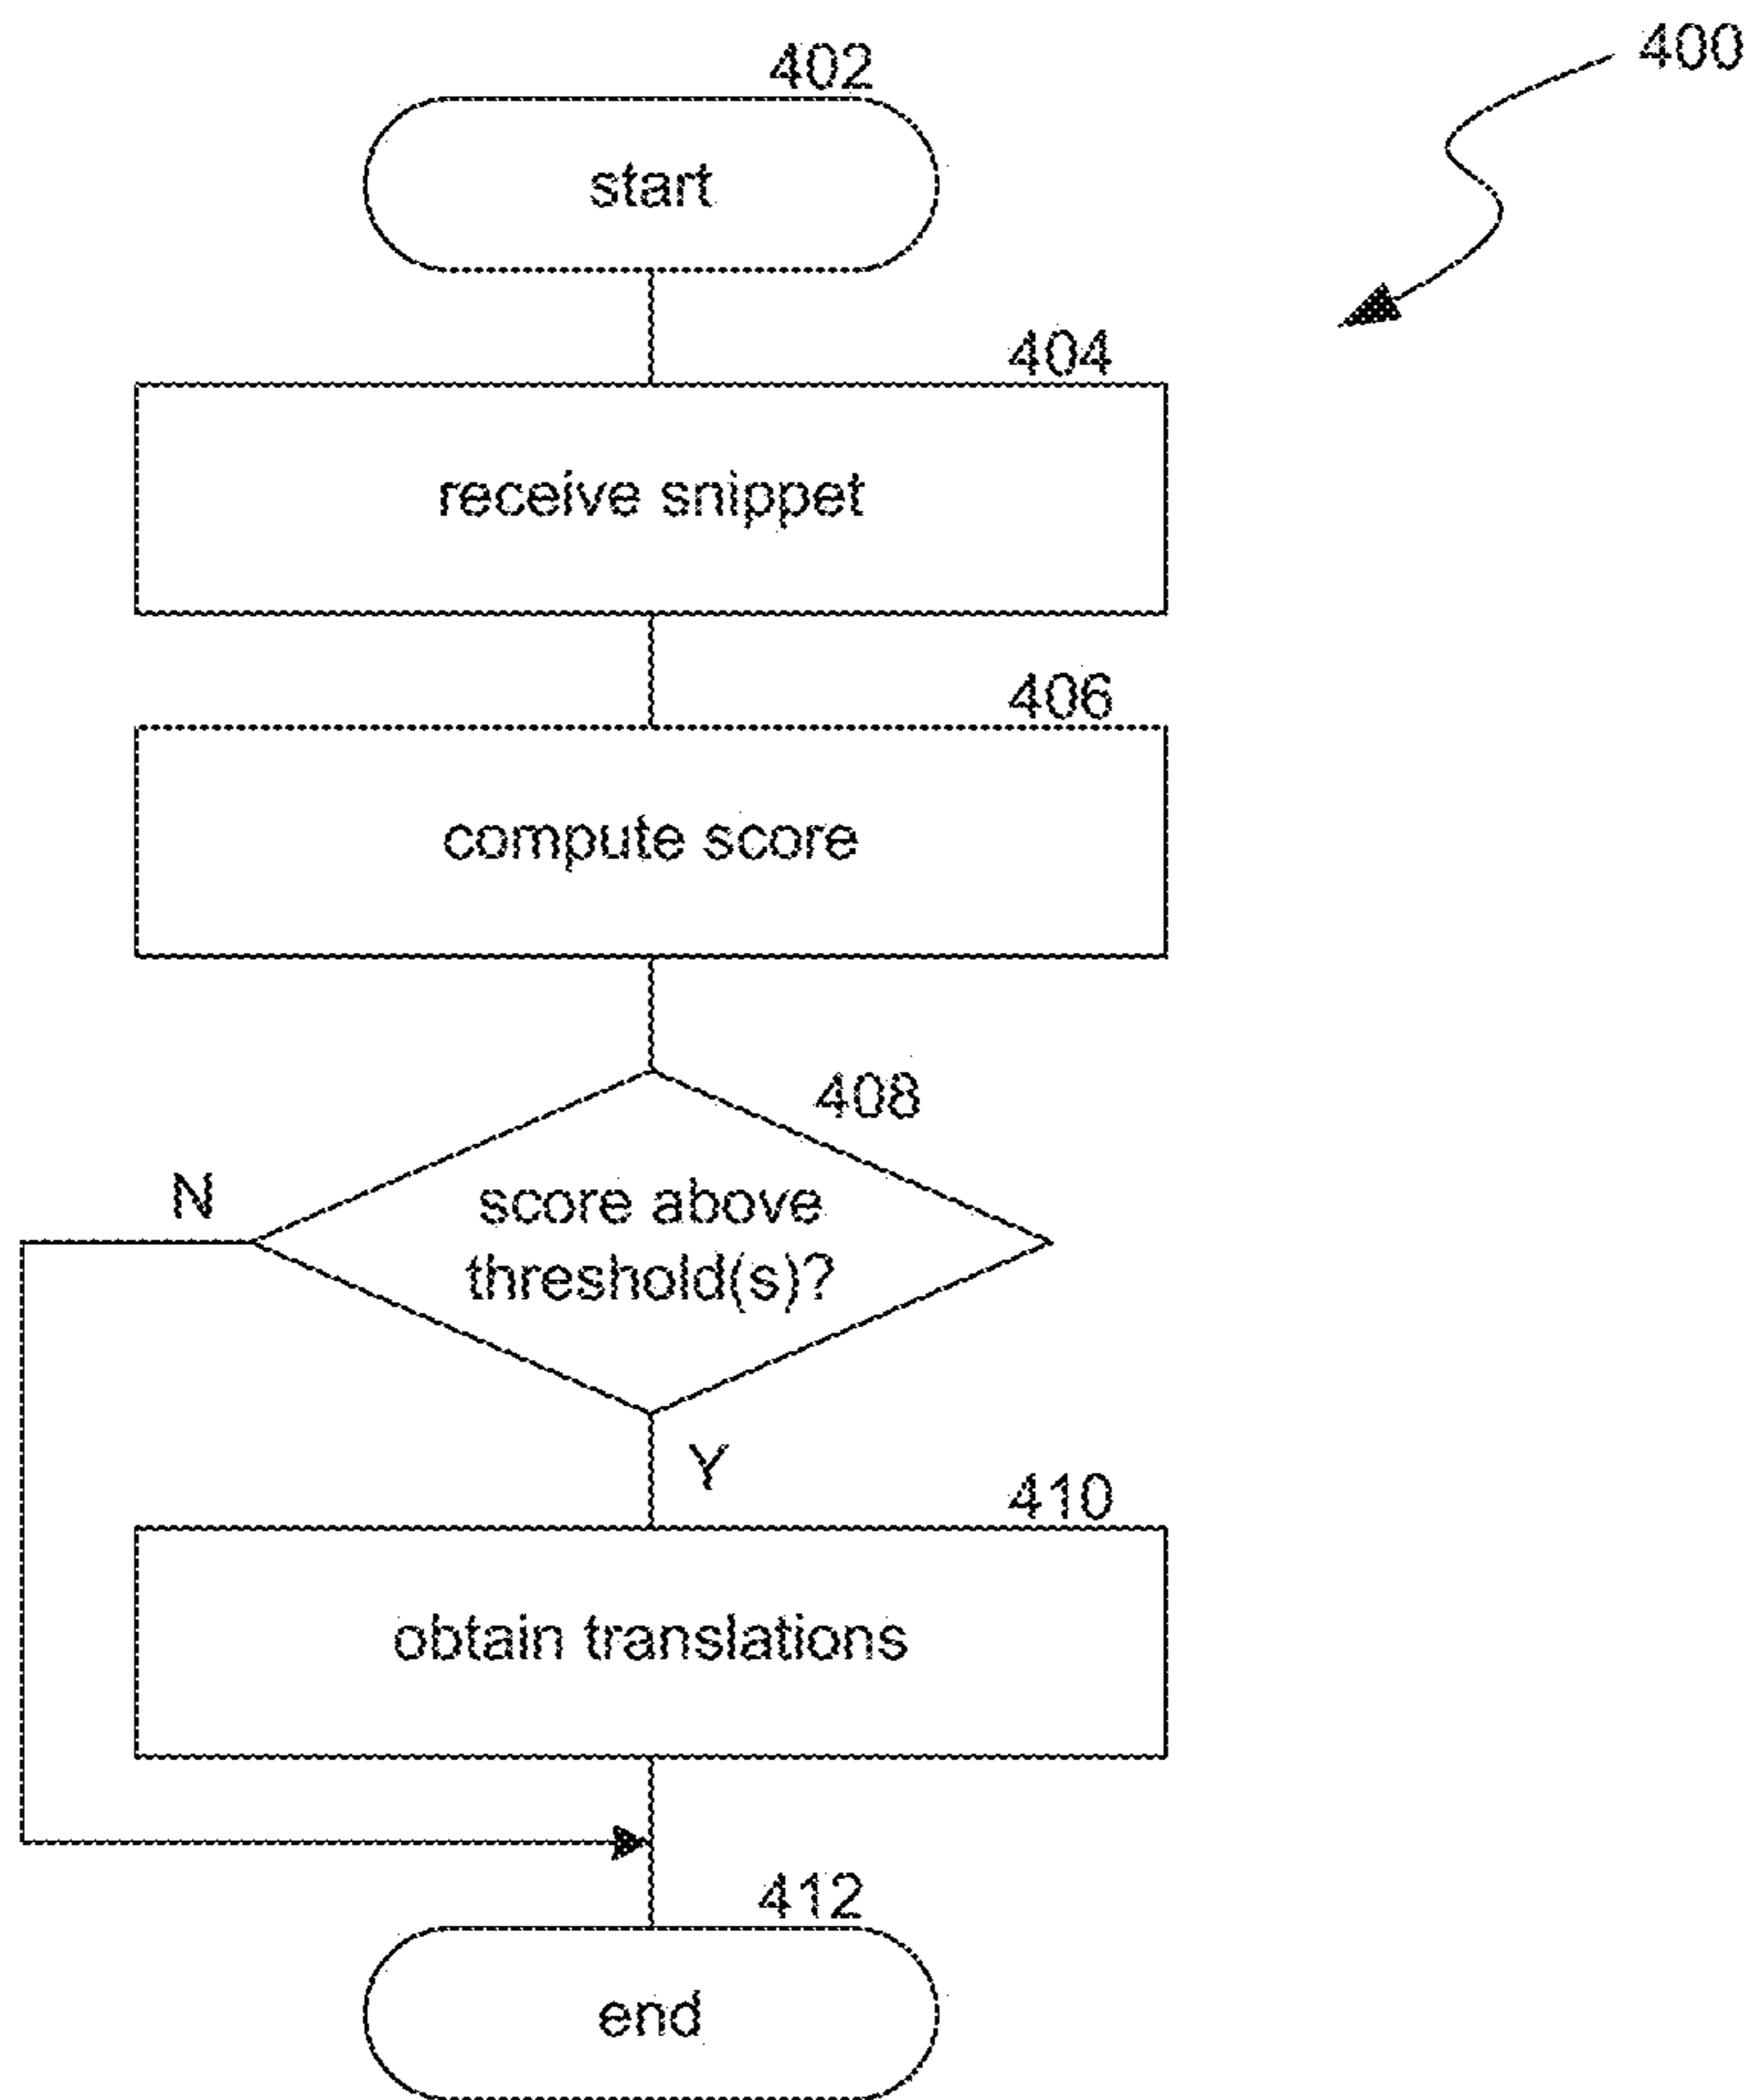 400
402
start
404
receive snippet
406
compute score
408
N
score above
threshold(s)?
Y
410
obtain translations
412
end